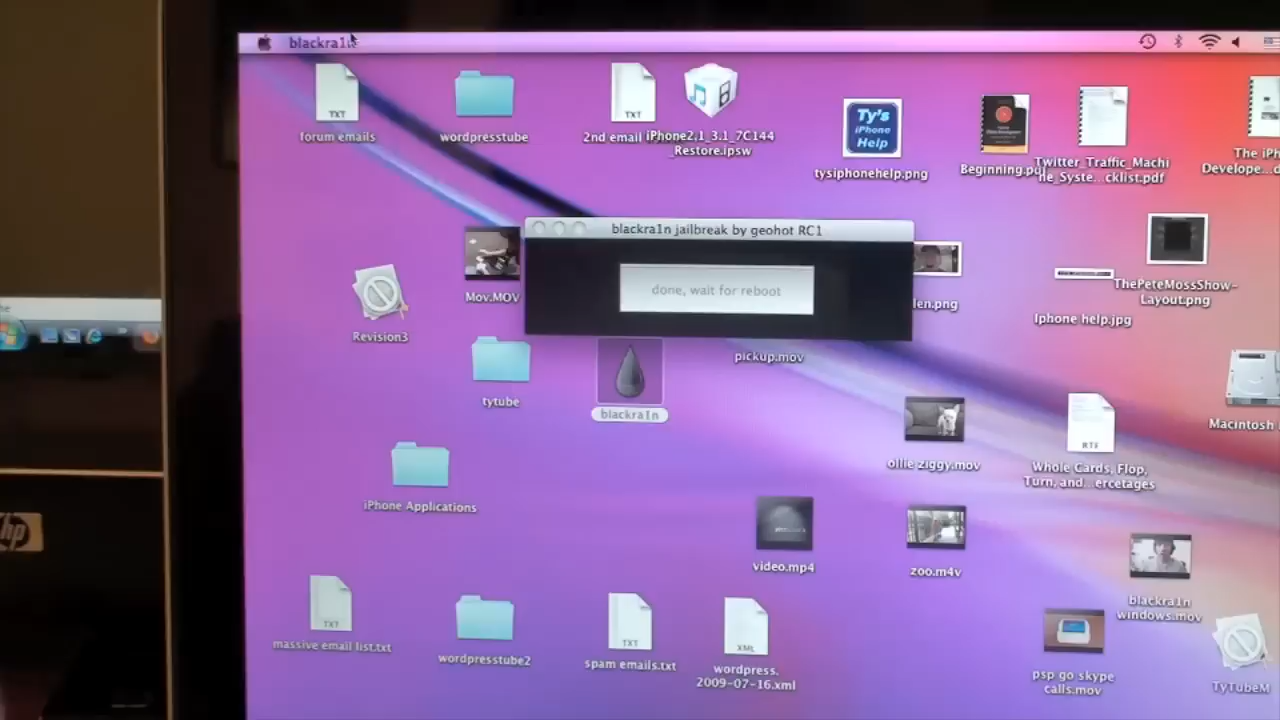 blackra1n
TXT
forum emails
wordpresstube
TXT
2nd email
iPhone2,1_3.1_7C144
_Restore.ipsw
Ty's
iPhone
Help
tysiphonehelp.png
Twitter_Traffic_Machi
ne_Syste...cklist.pdf
The iP
Develope...d
blackra1n jailbreak by geohot RC1
done, wait for reboot
Mov.MOV
len.png
ThePeteMossShow-
Layout.png
Iphone help.jpg
Revision3
pickup.mov
tytube
blackra1n
Macintosh
ollie ziggy.mov
RTF
Whole Cards, Flop,
Turn, and...ercetages
iPhone Applications
hp
video.mp4
zoo.m4v
blackra1n
windows.mov
TXT
massive email list.txt
wordpresstube2
TXT
spam emails.txt
XML
wordpress.
2009-07-16.xml
psp go skype
calls.mov
TyTubeM